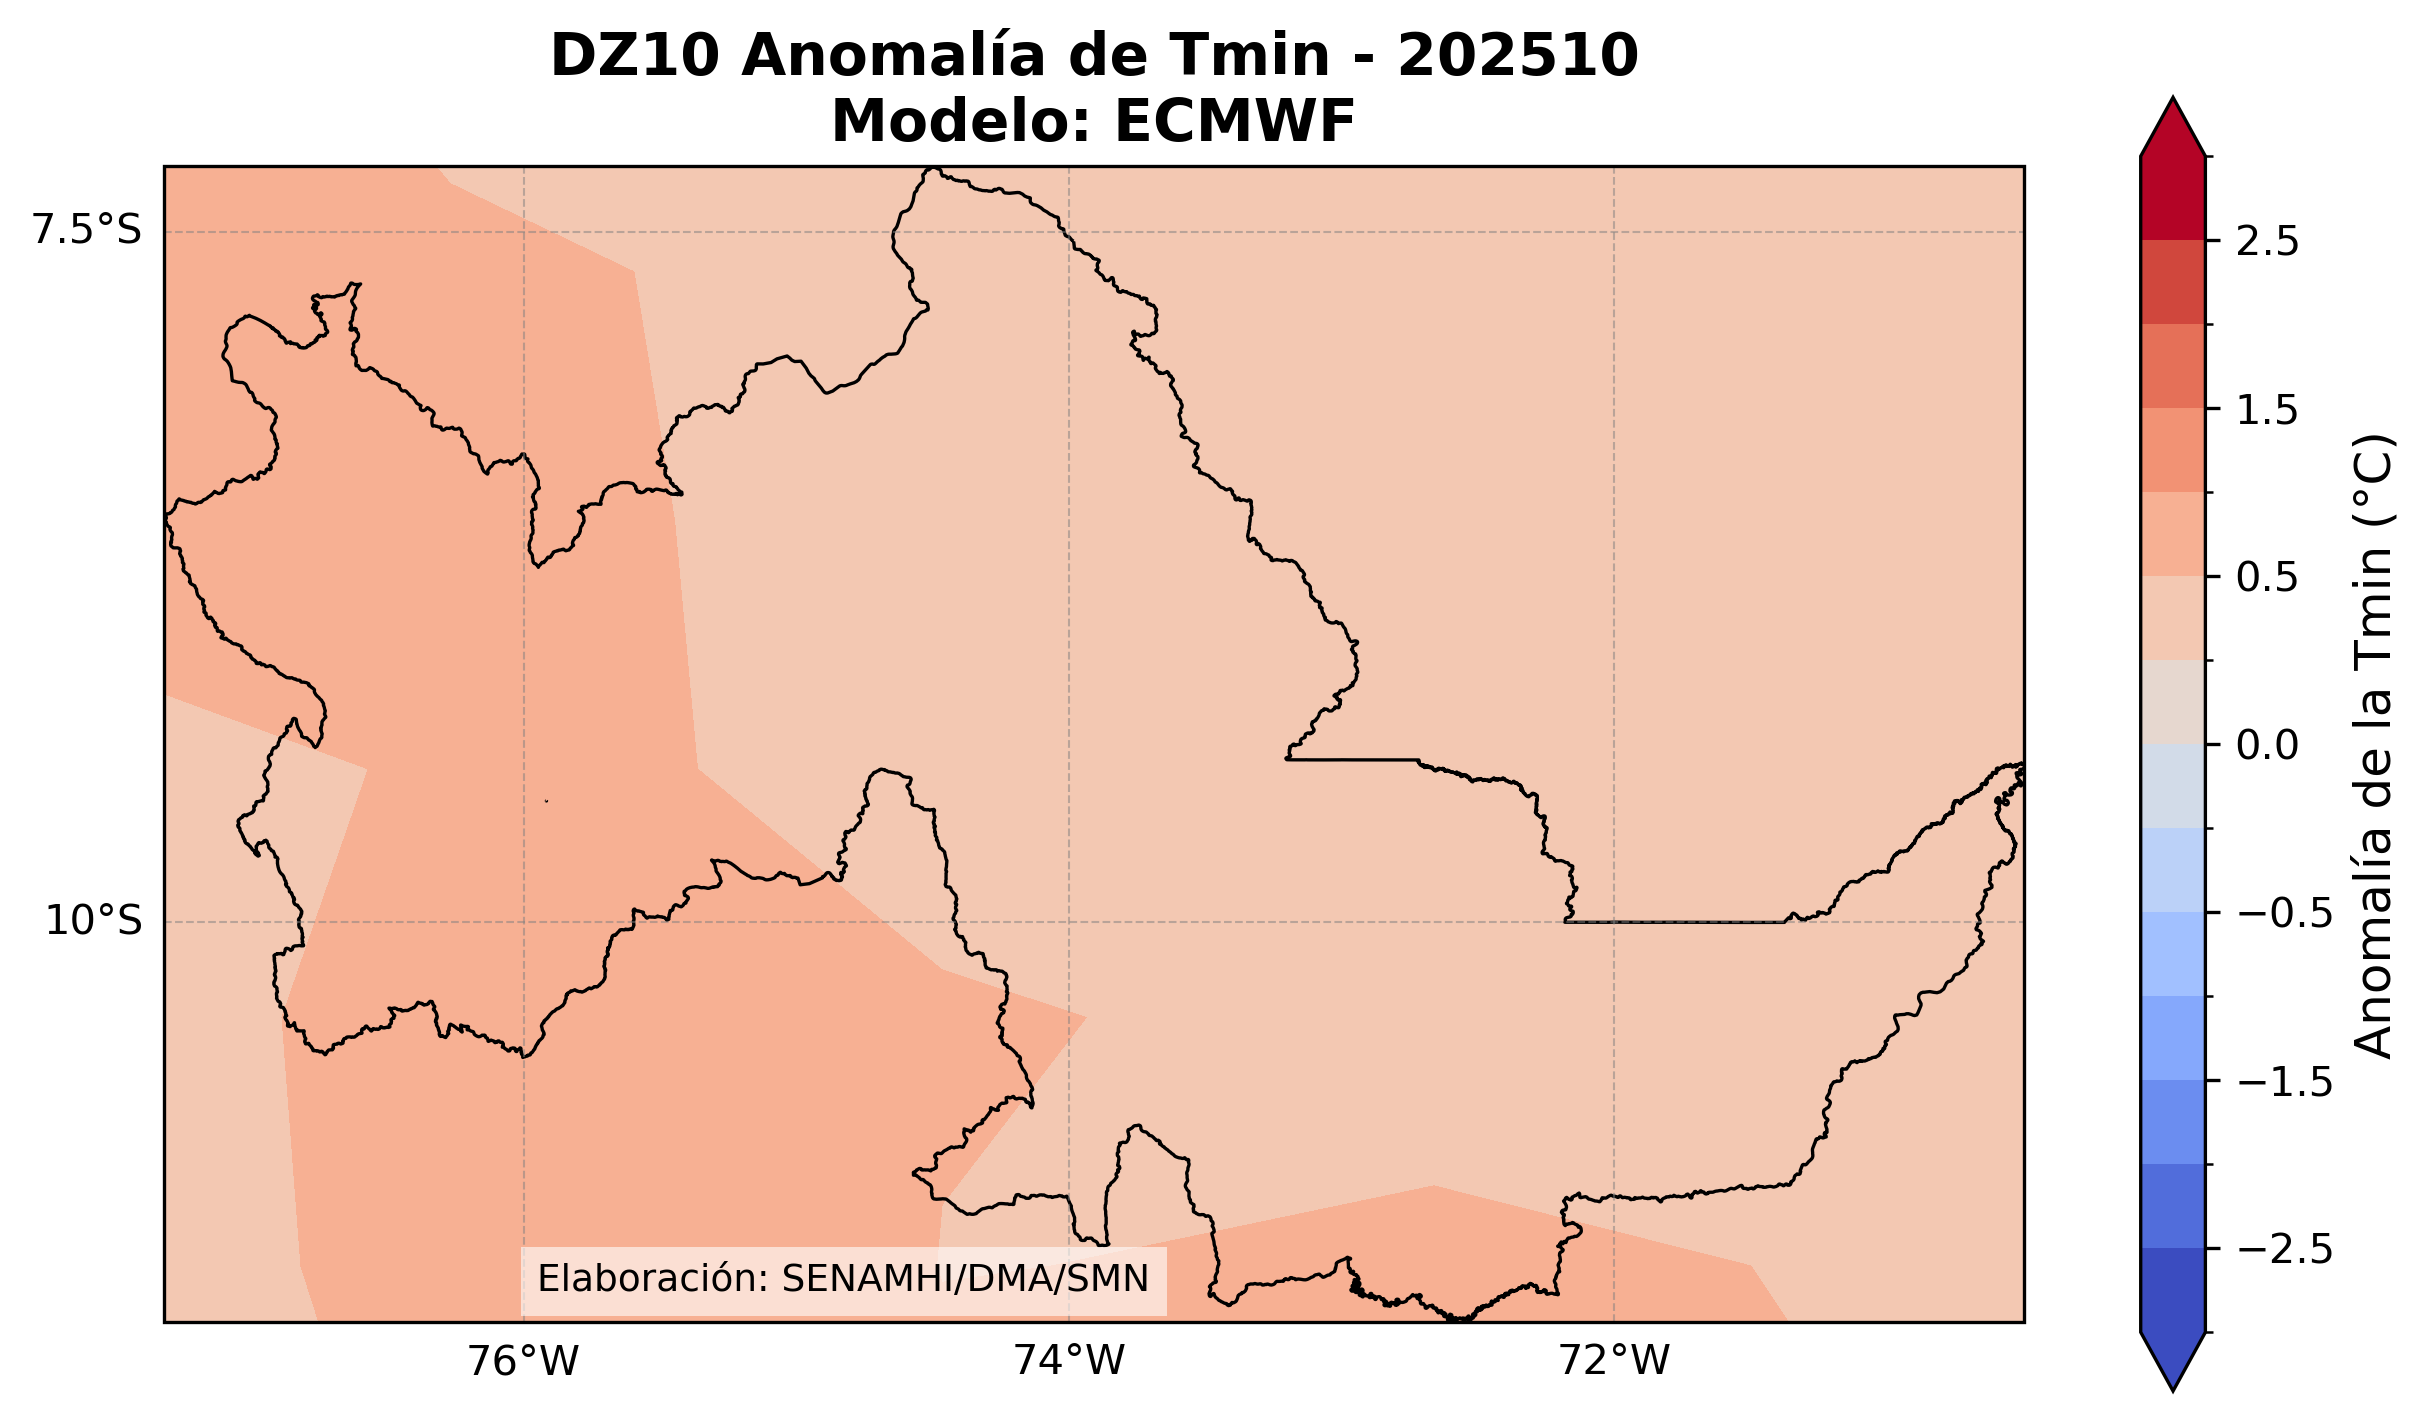 DZ10 Anomalía de Tmin - 202510
Modelo: ECMWF
7.5°S
10°S
76°W
74°W
72°W
Elaboración: SENAMHI/DMA/SMN
2.5
1.5
0.5
0.0
−0.5
−1.5
−2.5
Anomalía de la Tmin (°C)